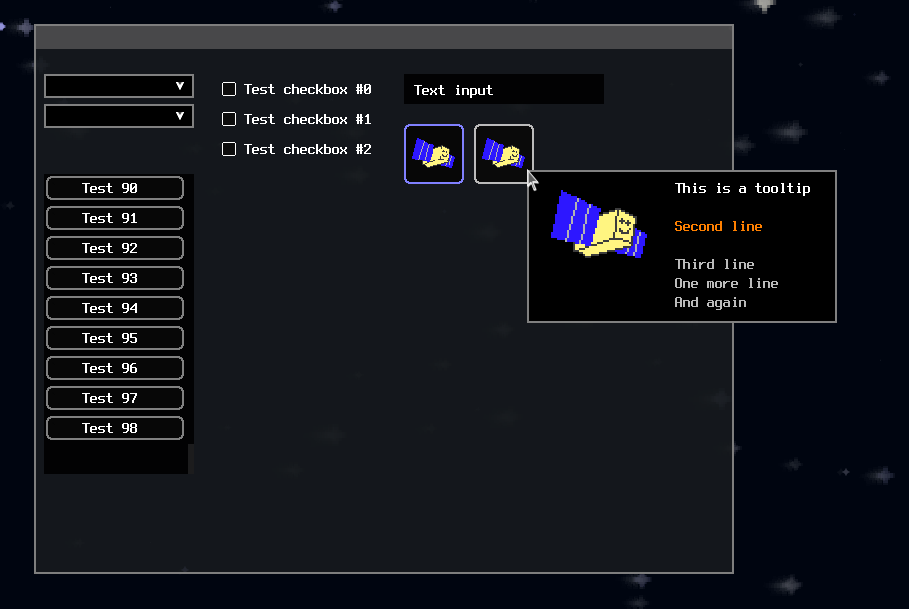 Test checkbox #0
Test checkbox #1
Test checkbox #2
Text input
Test 90
Test 91
Test 92
Test 93
Test 94
Test 95
Test 96
Test 97
Test 98
This is a tooltip
Second line
Third line
One more line
And again